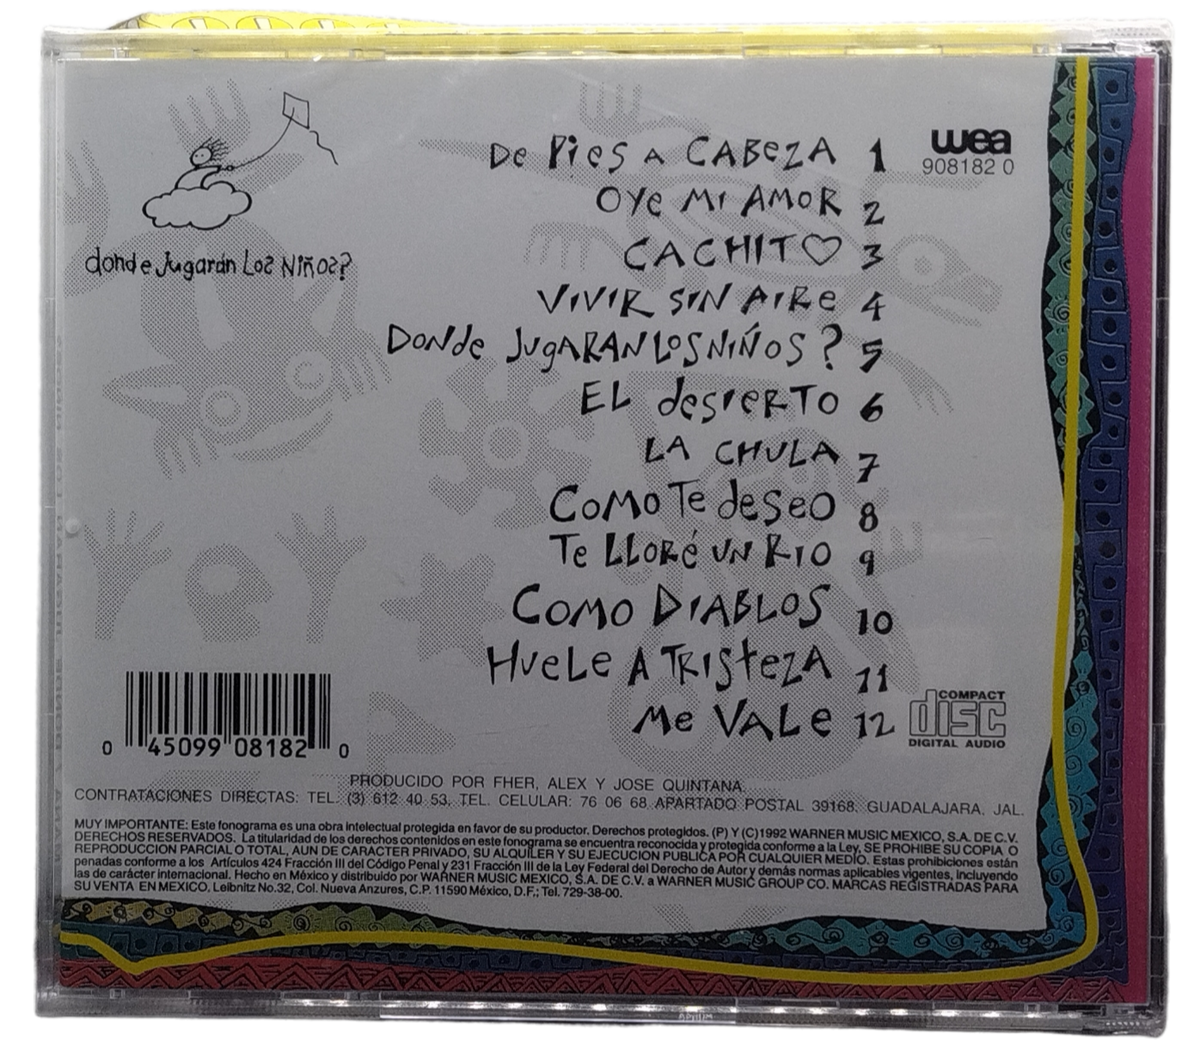 donde Jugarán Los Niños?
De Pies A CABEZA 1
OYE MI AMOR 2
CACHIT♡ 3
VIVIR SIN AIRE 4
DONDE JUGARAN LOS NIÑOS? 5
EL desierto 6
LA CHULA 7
COMO Te deseo 8
Te LLORé UN RIO 9
COMO DIABLOS 10
HUELE A TRISTEZA 11
Me VALE 12
wea
908182 0
COMPACT
disc
DIGITAL AUDIO
0 45099 08182 0
PRODUCIDO POR FHER, ALEX Y JOSE QUINTANA.
CONTRATACIONES DIRECTAS: TEL. (3) 612 40 53. TEL. CELULAR: 76 06 68 APARTADO POSTAL 39168. GUADALAJARA, JAL.
MUY IMPORTANTE: Este fonograma es una obra intelectual protegida en favor de su productor. Derechos protegidos. (P) Y (C)1992 WARNER MUSIC MEXICO, S.A. DE C.V.
DERECHOS RESERVADOS. La titularidad de los derechos contenidos en este fonograma se encuentra reconocida y protegida conforme a la Ley, SE PROHIBE SU COPIA O
REPRODUCCION PARCIAL O TOTAL, AUN DE CARACTER PRIVADO, SU ALQUILER Y SU EJECUCION PUBLICA POR CUALQUIER MEDIO. Estas prohibiciones están
penadas conforme a los Artículos 424 Fracción III del Código Penal y 231 Fracción III de la Ley Federal del Derecho de Autor y demás normas aplicables vigentes, incluyendo
las de carácter internacional. Hecho en México y distribuido por WARNER MUSIC MEXICO, S.A. DE C.V. a WARNER MUSIC GROUP CO. MARCAS REGISTRADAS PARA
SU VENTA EN MEXICO. Leibnitz No.32, Col. Nueva Anzures, C.P. 11590 México, D.F.; Tel. 729-38-00.